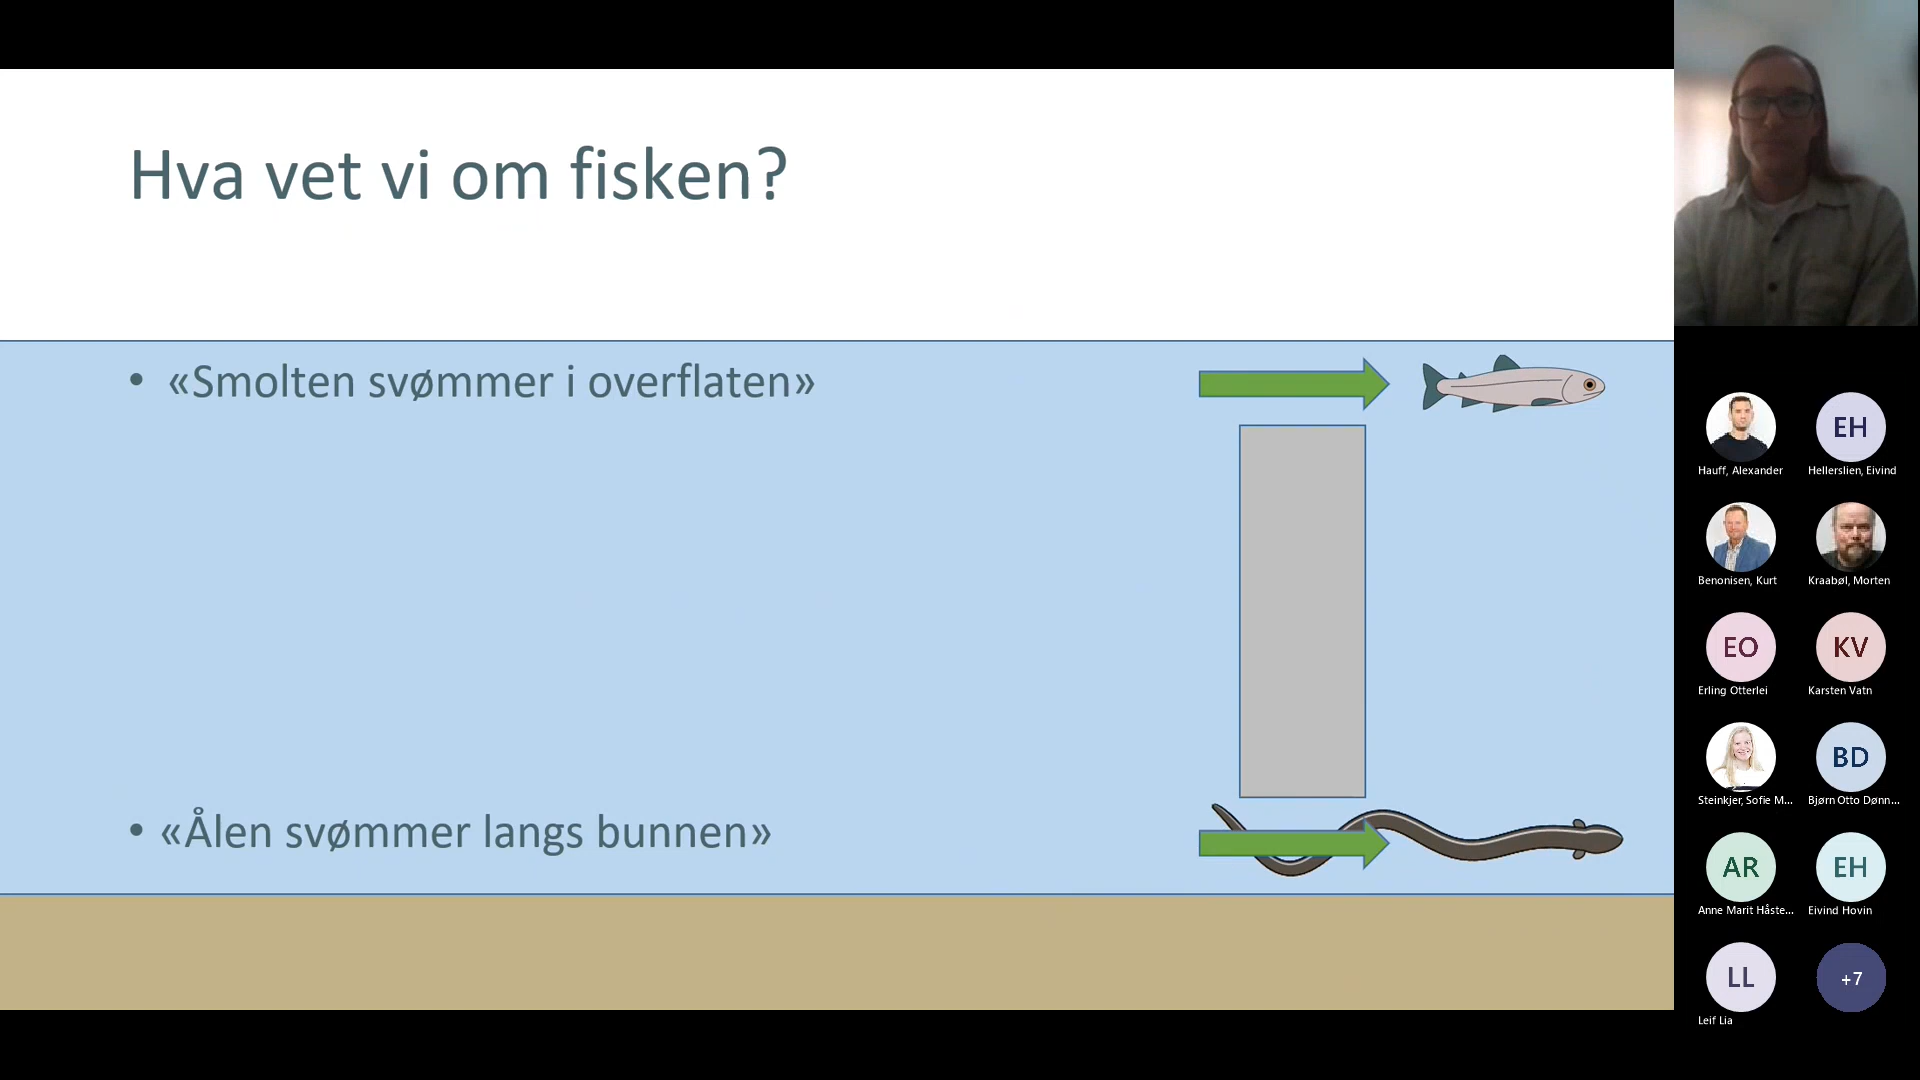 Hva vet vi om fisken?
• «Smolten svømmer i overflaten»
• «Ålen svømmer langs bunnen»
EH
Hauff, Alexander
Hellerslien, Eivind
Benonisen, Kurt
Kraabøl, Morten
EO
KV
Erling Otterlei
Karsten Vatn
BD
Steinkjer, Sofie M...
Bjørn Otto Dønn...
AR
EH
Anne Marit Håste...
Eivind Hovin
LL
+7
Leif Lia